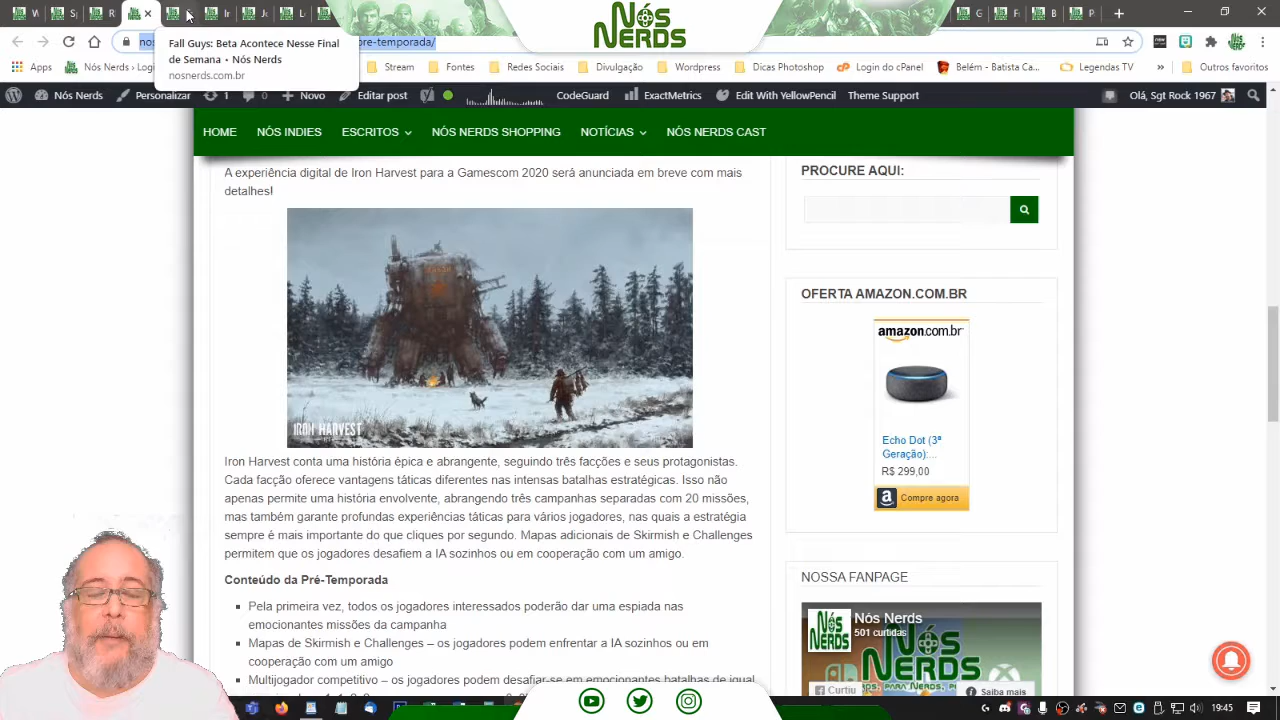 NÓS
NERDS
nos
pre-temporada/
Fall Guys: Beta Acontece Nesse Final
de Semana • Nós Nerds
nosnerds.com.br
Apps
Nós Nerds › Logi
Stream
Fontes
Redes Sociais
Divulgação
Wordpress
Dicas Photoshop
Login do cPanel
Belém - Batista Ca...
Legendas TV
»
Outros favoritos
Nós Nerds
Personalizar
1
0
Novo
Editar post
CodeGuard
ExactMetrics
Edit With YellowPencil
Theme Support
Olá, Sgt Rock 1967
HOME
NÓS INDIES
ESCRITOS
NÓS NERDS SHOPPING
NOTÍCIAS
NÓS NERDS CAST
A experiência digital de Iron Harvest para a Gamescom 2020 será anunciada em breve com mais
detalhes!
IRON HARVEST
Iron Harvest conta uma história épica e abrangente, seguindo três facções e seus protagonistas.
Cada facção oferece vantagens táticas diferentes nas intensas batalhas estratégicas. Isso não
apenas permite uma história envolvente, abrangendo três campanhas separadas com 20 missões,
mas também garante profundas experiências táticas para vários jogadores, nas quais a estratégia
sempre é mais importante do que cliques por segundo. Mapas adicionais de Skirmish e Challenges
permitem que os jogadores desafiem a IA sozinhos ou em cooperação com um amigo.
Conteúdo da Pré-Temporada
Pela primeira vez, todos os jogadores interessados poderão dar uma espiada nas
emocionantes missões da campanha
Mapas de Skirmish e Challenges – os jogadores podem enfrentar a IA sozinhos ou em
cooperação com um amigo
Multijogador competitivo – os jogadores podem desafiar-se em emocionantes batalhas de igual
PROCURE AQUI:
OFERTA AMAZON.COM.BR
amazon.com.br
Echo Dot (3ª
Geração):...
R$ 299,00
Compre agora
NOSSA FANPAGE
NÓS
NERDS
Nós Nerds
501 curtidas
Curtiu
Saiba mais
19:45